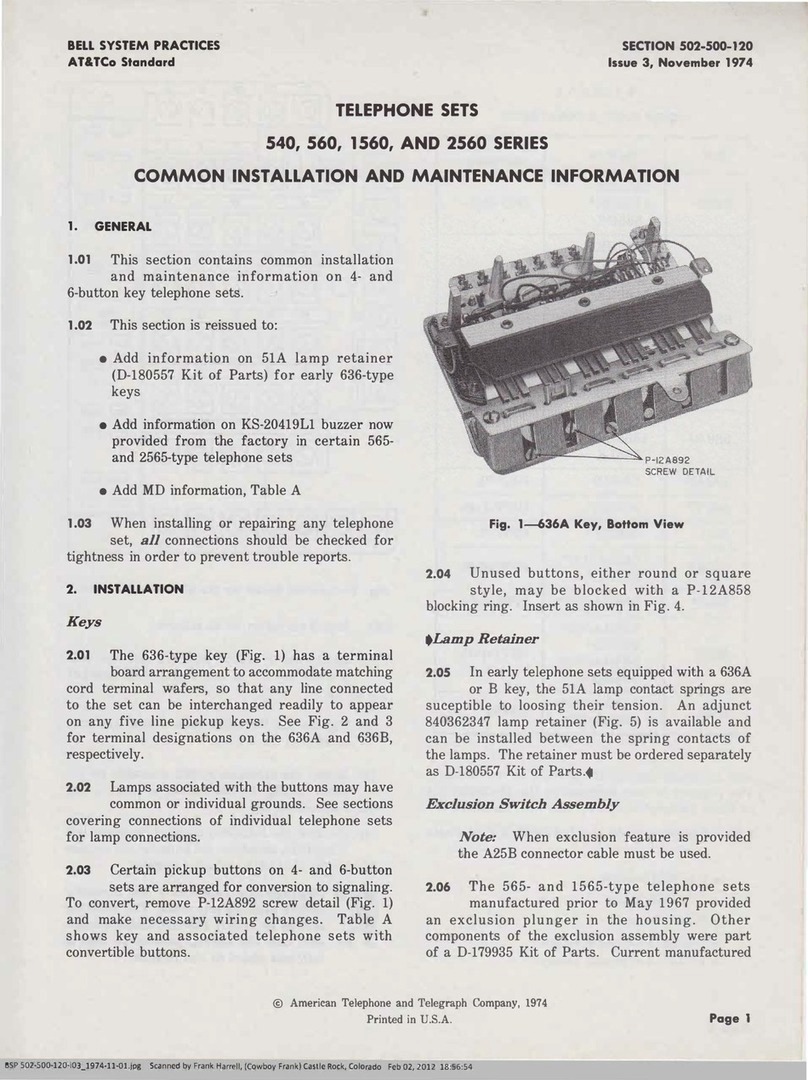 BELL SYSTEM PRACTICES
AT&TCo Standard
SECTION 502-500-120
Issue 3, November 1974
TELEPHONE SETS
540, 560, 1560, AND 2560 SERIES
COMMON INSTALLATION AND MAINTENANCE INFORMATION
1. GENERAL
1.01 This section contains common installation
and maintenance information on 4- and
6-button key telephone sets.
1.02 This section is reissued to:
• Add information on 51A lamp retainer
(D-180557 Kit of Parts) for early 636-type
keys
• Add information on KS-20419L1 buzzer now
provided from the factory in certain 565-
and 2565-type telephone sets
• Add MD information, Table A
1.03 When installing or repairing any telephone
set, all connections should be checked for
tightness in order to prevent trouble reports.
2. INSTALLATION
Keys
2.01 The 636-type key (Fig. 1) has a terminal
board arrangement to accommodate matching
cord terminal wafers, so that any line connected
to the set can be interchanged readily to appear
on any five line pickup keys. See Fig. 2 and 3
for terminal designations on the 636A and 636B,
respectively.
2.02 Lamps associated with the buttons may have
common or individual grounds. See sections
covering connections of individual telephone sets
for lamp connections.
2.03 Certain pickup buttons on 4- and 6-button
sets are arranged for conversion to signaling.
To convert, remove P-12A892 screw detail (Fig. 1)
and make necessary wiring changes. Table A
shows key and associated telephone sets with
convertible buttons.
P-12A892
SCREW DETAIL
Fig. 1—636A Key, Bottom View
2.04 Unused buttons, either round or square
style, may be blocked with a P-12A858
blocking ring. Insert as shown in Fig. 4.
Lamp Retainer
2.05 In early telephone sets equipped with a 636A
or B key, the 51A lamp contact springs are
suceptible to loosing their tension. An adjunct
840362347 lamp retainer (Fig. 5) is available and
can be installed between the spring contacts of
the lamps. The retainer must be ordered separately
as D-180557 Kit of Parts.
Exclusion Switch Assembly
Note: When exclusion feature is provided
the A25B connector cable must be used.
2.06 The 565- and 1565-type telephone sets
manufactured prior to May 1967 provided
an exclusion plunger in the housing. Other
components of the exclusion assembly were part
of a D-179935 Kit of Parts. Current manufactured
© American Telephone and Telegraph Company, 1974
Printed in U.S.A.
Page 1
BSP 502-500-120-i03_1974-11-01.jpg Scanned by Frank Harrell, (Cowboy Frank) Castle Rock, Colorado Feb 02, 2012 18:56:54